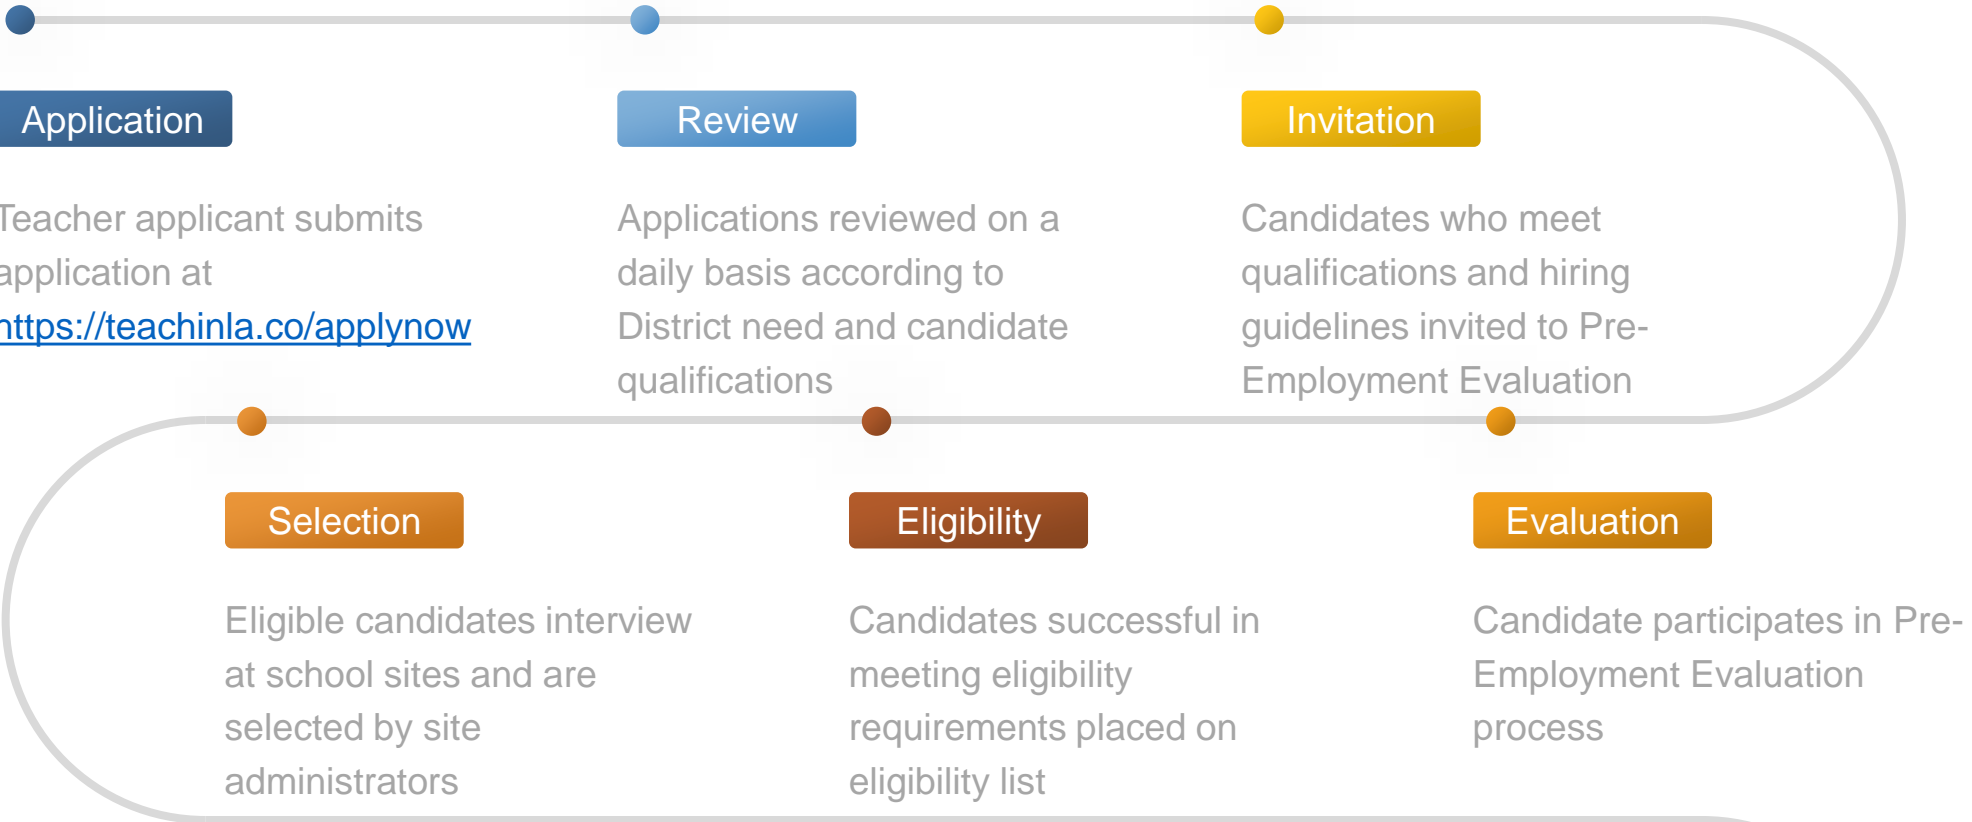 Application
Teacher applicant submits
application at
https://teachinla.co/applynow
Review
Applications reviewed on a
daily basis according to
District need and candidate
qualifications
Invitation
Candidates who meet
qualifications and hiring
guidelines invited to Pre-
Employment Evaluation
Selection
Eligible candidates interview
at school sites and are
selected by site
administrators
Eligibility
Candidates successful in
meeting eligibility
requirements placed on
eligibility list
Evaluation
Candidate participates in Pre-
Employment Evaluation
process